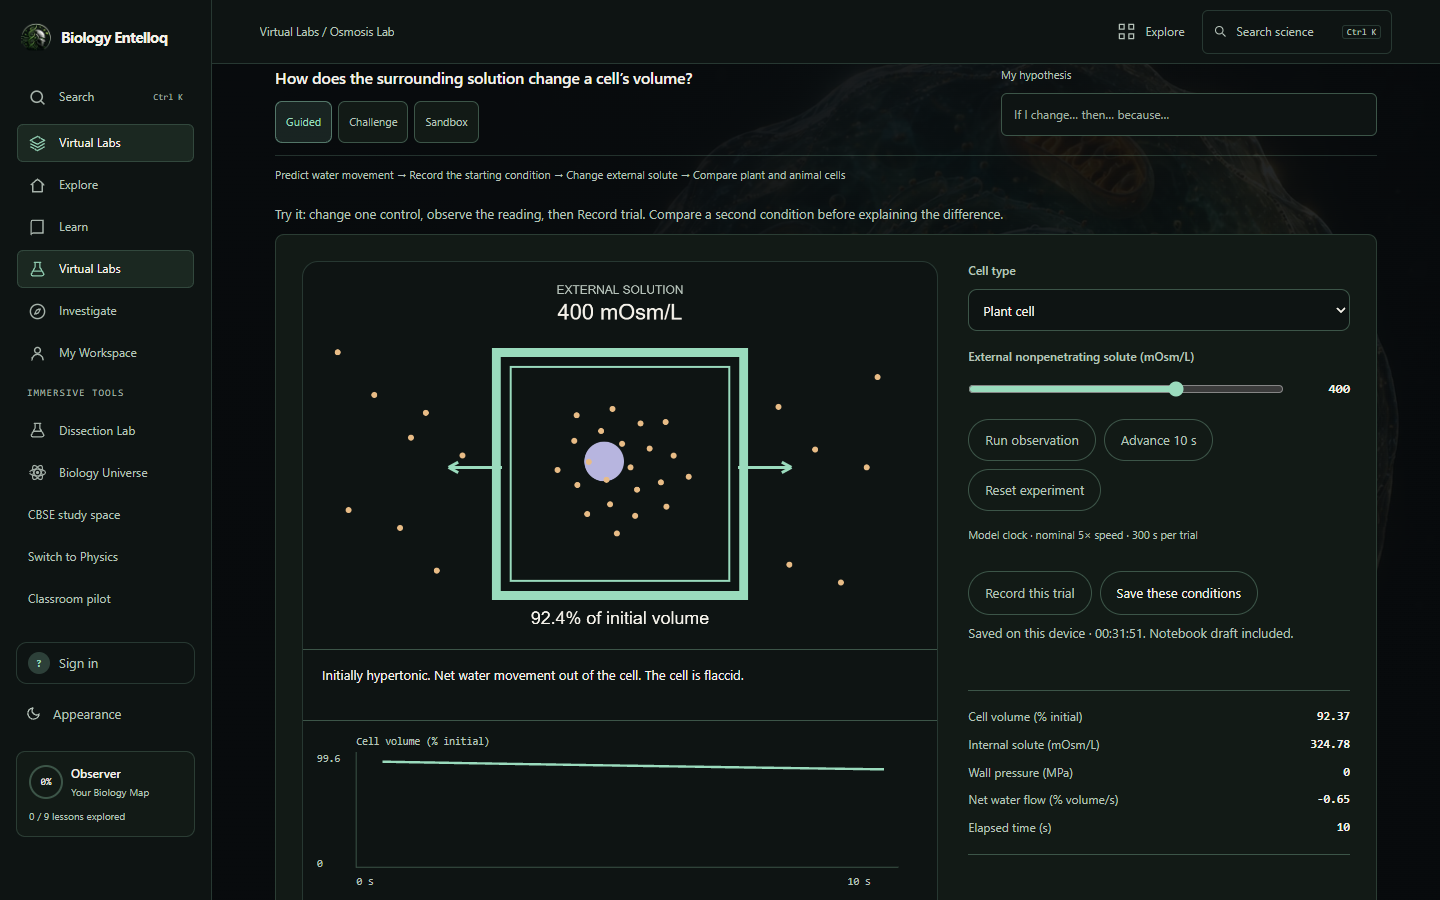 Biology Entelloq
Search Ctrl K
Virtual Labs
Explore
Learn
Virtual Labs
Investigate
My Workspace
IMMERSIVE TOOLS
Dissection Lab
Biology Universe
CBSE study space
Switch to Physics
Classroom pilot
? Sign in
Appearance
0% Observer
Your Biology Map
0 / 9 lessons explored
Virtual Labs / Osmosis Lab
Explore
Search science Ctrl K
How does the surrounding solution change a cell's volume?
Guided Challenge Sandbox
My hypothesis
If I change... then... because...
Predict water movement → Record the starting condition → Change external solute → Compare plant and animal cells
Try it: change one control, observe the reading, then Record trial. Compare a second condition before explaining the difference.
EXTERNAL SOLUTION
400 mOsm/L
92.4% of initial volume
Initially hypertonic. Net water movement out of the cell. The cell is flaccid.
Cell volume (% initial)
99.6
0
0 s 10 s
Cell type
Plant cell
External nonpenetrating solute (mOsm/L)
400
Run observation Advance 10 s
Reset experiment
Model clock · nominal 5× speed · 300 s per trial
Record this trial Save these conditions
Saved on this device · 00:31:51. Notebook draft included.
Cell volume (% initial) 92.37
Internal solute (mOsm/L) 324.78
Wall pressure (MPa) 0
Net water flow (% volume/s) -0.65
Elapsed time (s) 10